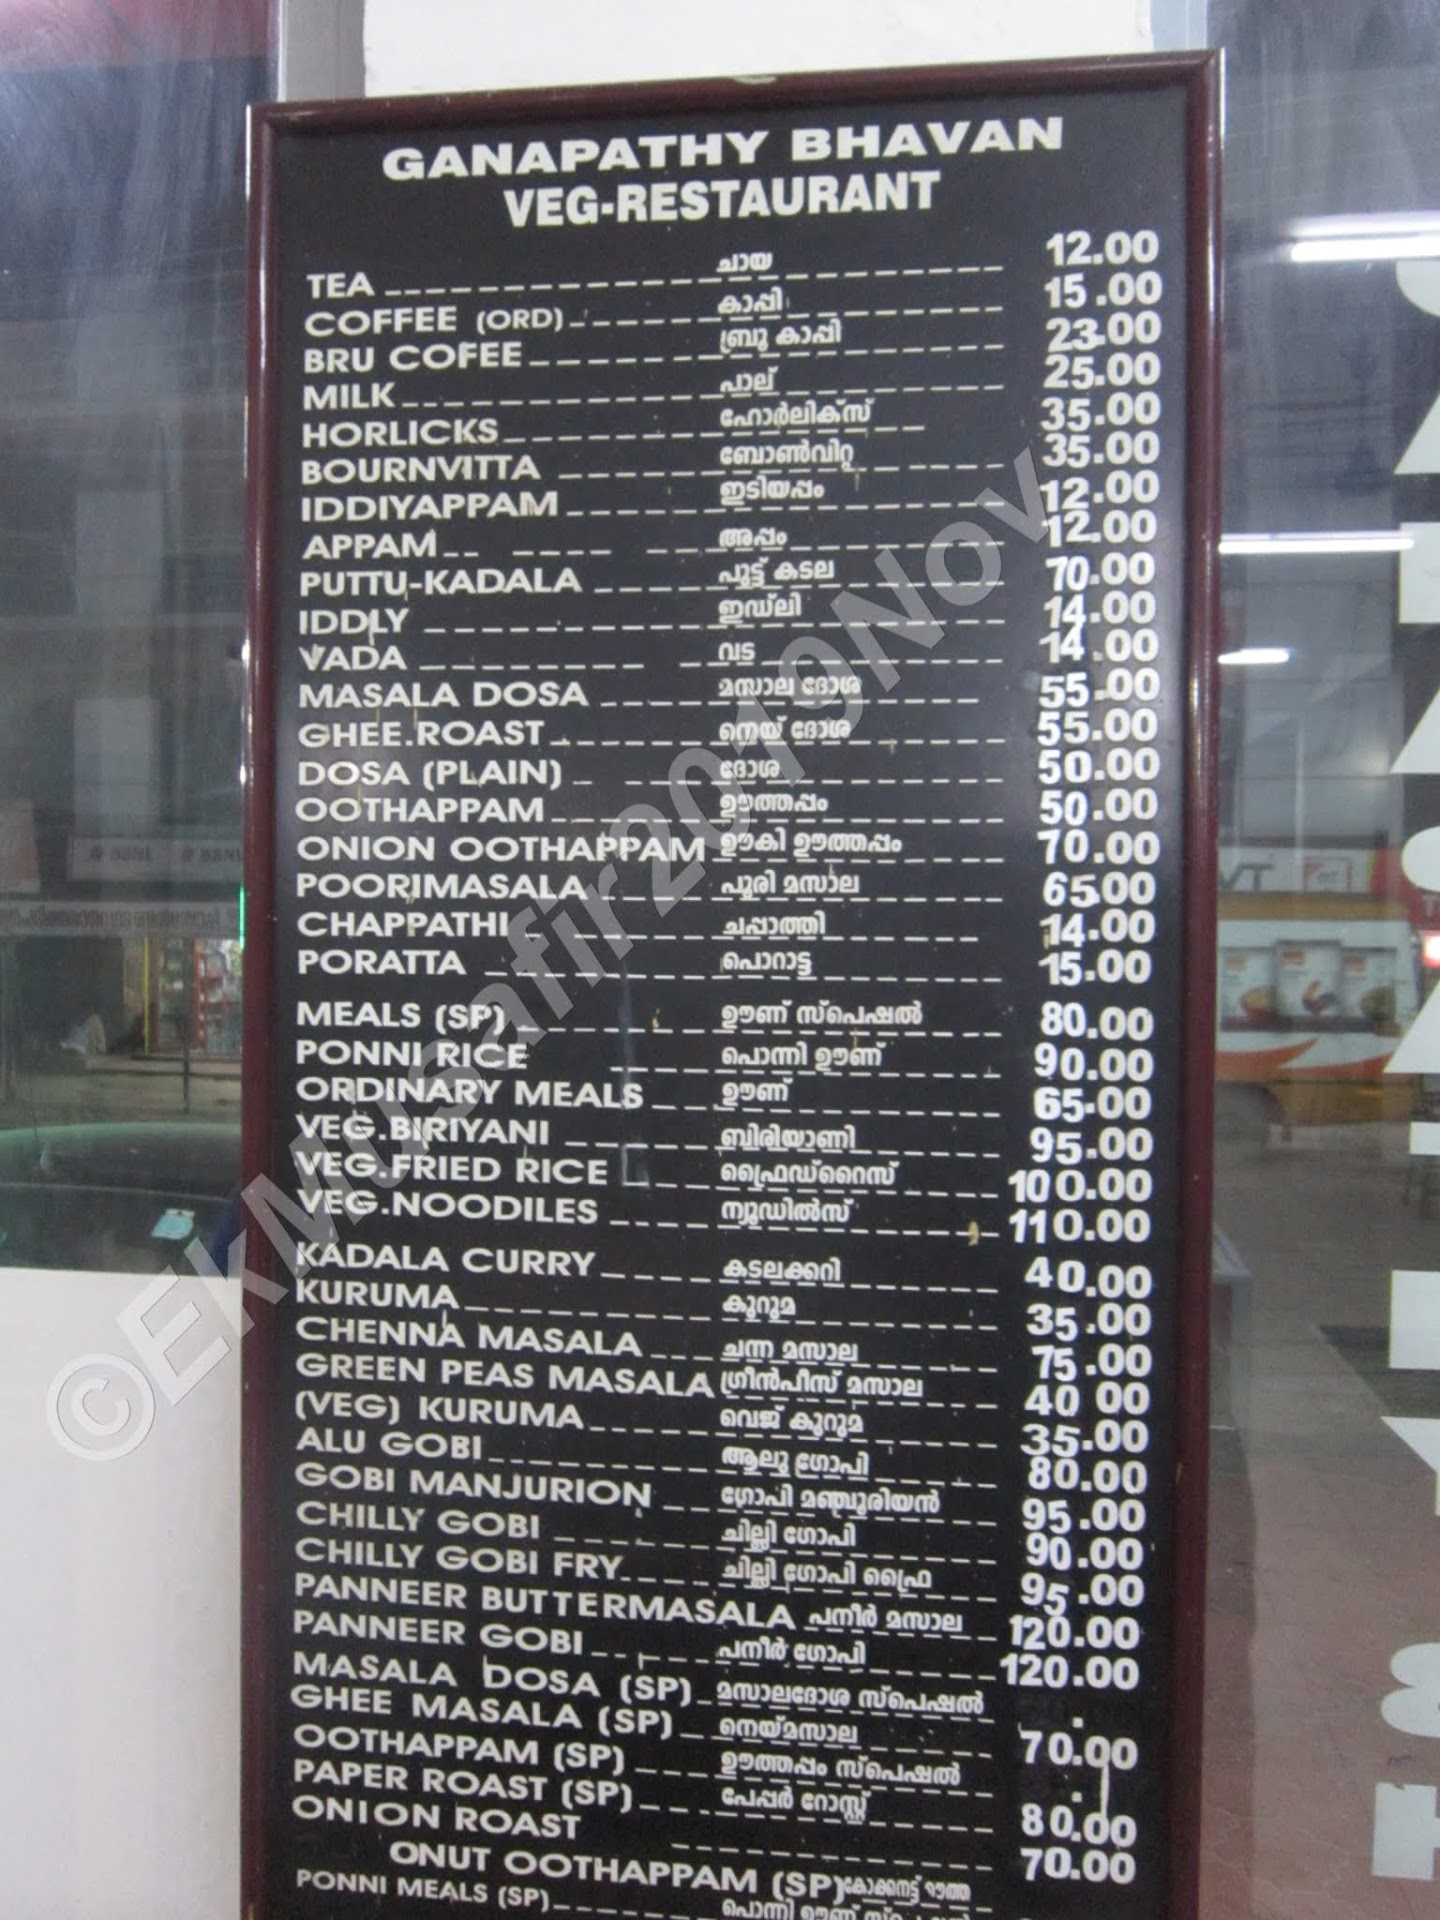 GANAPATHY BHAVAN
VEG-RESTAURANT
TEA ചായ 12.00
COFFEE (ORD) കാപ്പി 15.00
BRU COFEE ബ്രൂ കാപ്പി 23.00
MILK പാല് 25.00
HORLICKS ഹോർലിക്സ് 35.00
BOURNVITTA ബോൺവിറ്റ 35.00
IDDIYAPPAM ഇടിയപ്പം 12.00
APPAM അപ്പം 12.00
PUTTU-KADALA പൂട്ട് കടല 70.00
IDDLY ഇഡ്ലി 14.00
VADA വട 14.00
MASALA DOSA മസാല ദോശ 55.00
GHEE.ROAST നെയ് ദോശ 55.00
DOSA (PLAIN) ദോശ 50.00
OOTHAPPAM ഊത്തപ്പം 50.00
ONION OOTHAPPAM ഊകി ഊത്തപ്പം 70.00
POORIMASALA പൂരി മസാല 65.00
CHAPPATHI ചപ്പാത്തി 14.00
PORATTA പൊറാട്ട 15.00
MEALS (SP) ഊണ് സ്പെഷൽ 80.00
PONNI RICE പൊന്നി ഊണ് 90.00
ORDINARY MEALS ഊണ് 65.00
VEG.BIRIYANI ബിരിയാണി 95.00
VEG.FRIED RICE ഫ്രൈഡ്റൈസ് 100.00
VEG.NOODILES ന്യൂഡിൽസ് 110.00
KADALA CURRY കടലക്കറി 40.00
KURUMA കുറുമ 35.00
CHENNA MASALA ചന്ന മസാല 75.00
GREEN PEAS MASALA ഗ്രീൻപീസ് മസാല 40 00
(VEG) KURUMA വെജ് കുറുമ 35.00
ALU GOBI ആലൂ ഗോപി 80.00
GOBI MANJURION ഗോപി മഞ്ചൂരിയൻ 95.00
CHILLY GOBI ചില്ലി ഗോപി 90.00
CHILLY GOBI FRY ചില്ലി ഗോപി ഫ്രൈ 95.00
PANNEER BUTTERMASALA പനീർ മസാല 120.00
PANNEER GOBI പനീർ ഗോപി 120.00
MASALA DOSA (SP) മസാലദോശ സ്പെഷൽ
GHEE MASALA (SP) നെയ്മസാല 70.00
OOTHAPPAM (SP) ഊത്തപ്പം സ്പെഷൽ
PAPER ROAST (SP) പേപ്പർ റോസ്റ്റ് 80.00
ONION ROAST 70.00
ONUT OOTHAPPAM (SP) കോക്കനട്ട്
PONNI MEALS (SP) പൊന്നി ഊണ്
©EkMusafir2019Nov